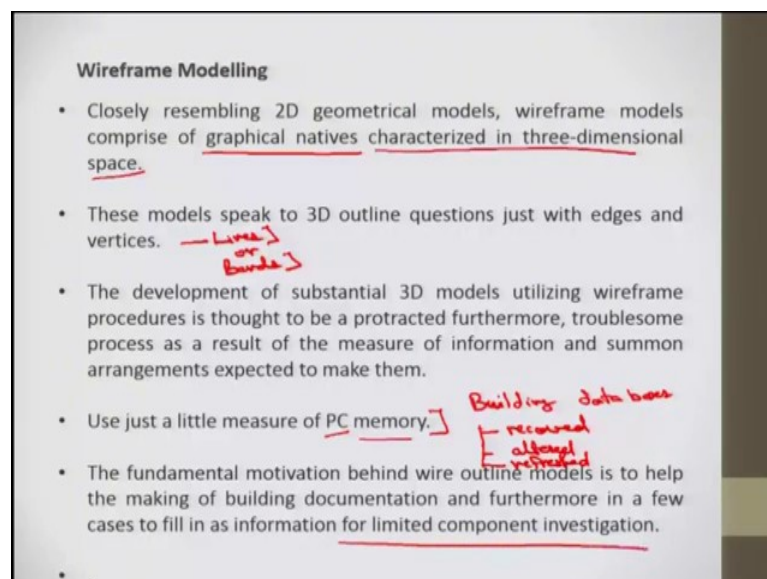 Wireframe Modelling
• Closely resembling 2D geometrical models, wireframe models
comprise of graphical natives characterized in three-dimensional
space.
• These models speak to 3D outline questions just with edges and
vertices. — Lines ]
or
Bands ]
• The development of substantial 3D models utilizing wireframe
procedures is thought to be a protracted furthermore, troublesome
process as a result of the measure of information and summon
arrangements expected to make them.
Building data bases
• Use just a little measure of PC memory. ]
recovered
altered
refreshed
• The fundamental motivation behind wire outline models is to help
the making of building documentation and furthermore in a few
cases to fill in as information for limited component investigation.
•